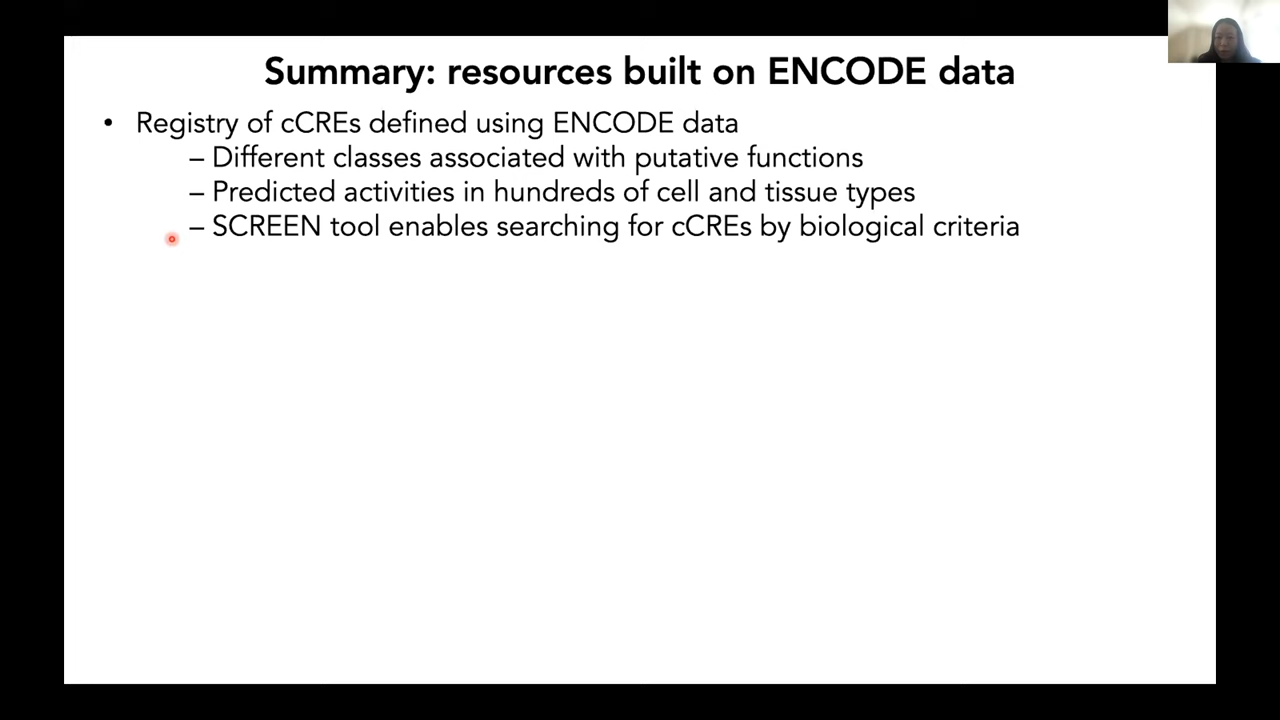 Summary: resources built on ENCODE data
• Registry of cCREs defined using ENCODE data
– Different classes associated with putative functions
– Predicted activities in hundreds of cell and tissue types
– SCREEN tool enables searching for cCREs by biological criteria